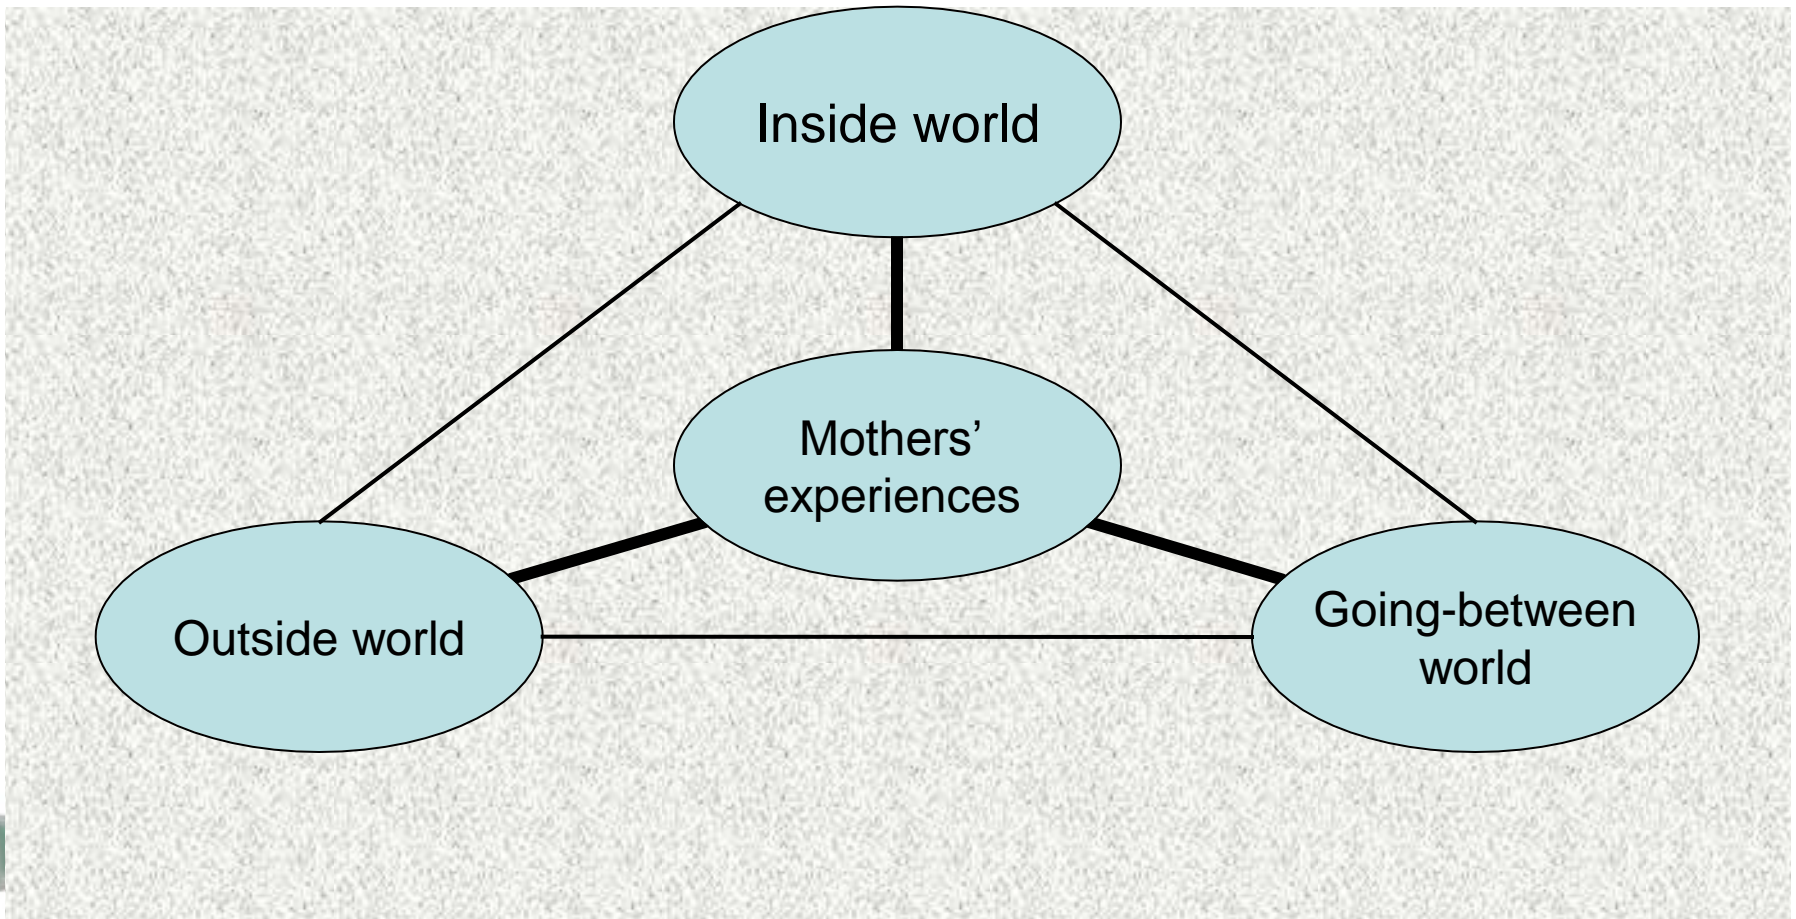 Inside world
Mothers’
experiences
Outside world
Going-between
world